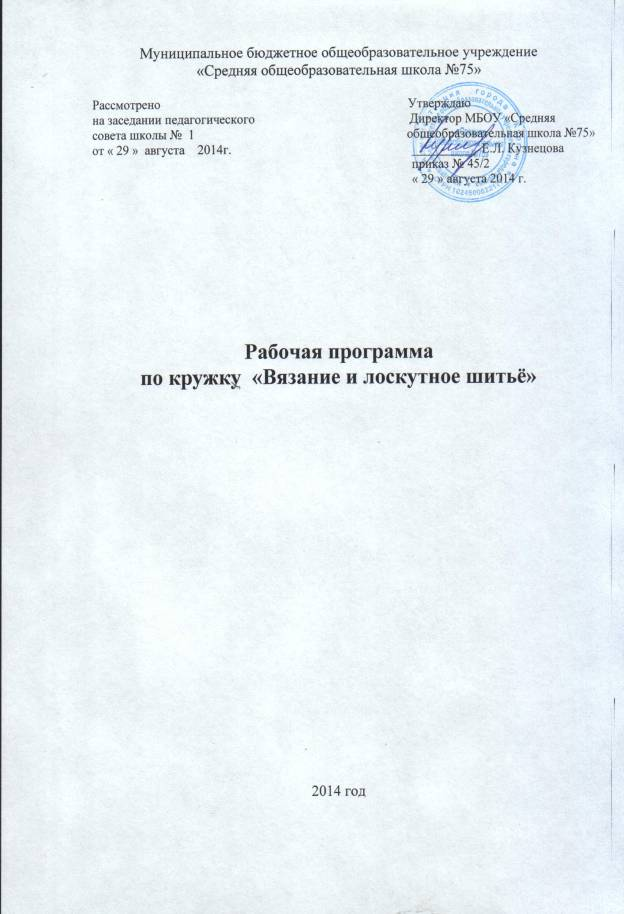 Муниципальное бюджетное общеобразовательное учреждение
«Средняя общеобразовательная школа №75»
Рассмотрено
на заседании педагогического
совета школы № 1
от « 29 » августа 2014г.
Утверждаю
Директор МБОУ «Средняя
общеобразовательная школа №75»
Е.Л. Кузнецова
приказ № 45/2
« 29 » августа 2014 г.
Рабочая программа
по кружку «Вязание и лоскутное шитьё»
2014 год